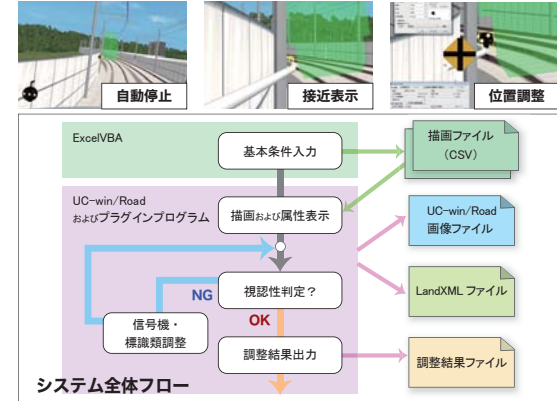 自動停止
接近表示
位置調整
ExcelVBA
基本条件入力
描画ファイル
(CSV)
UC-win/Road
およびプラグインプログラム
描画および属性表示
UC-win/Road
画像ファイル
NG
視認性判定？
LandXML ファイル
信号機・
標識類調整
OK
調整結果出力
調整結果ファイル
システム全体フロー